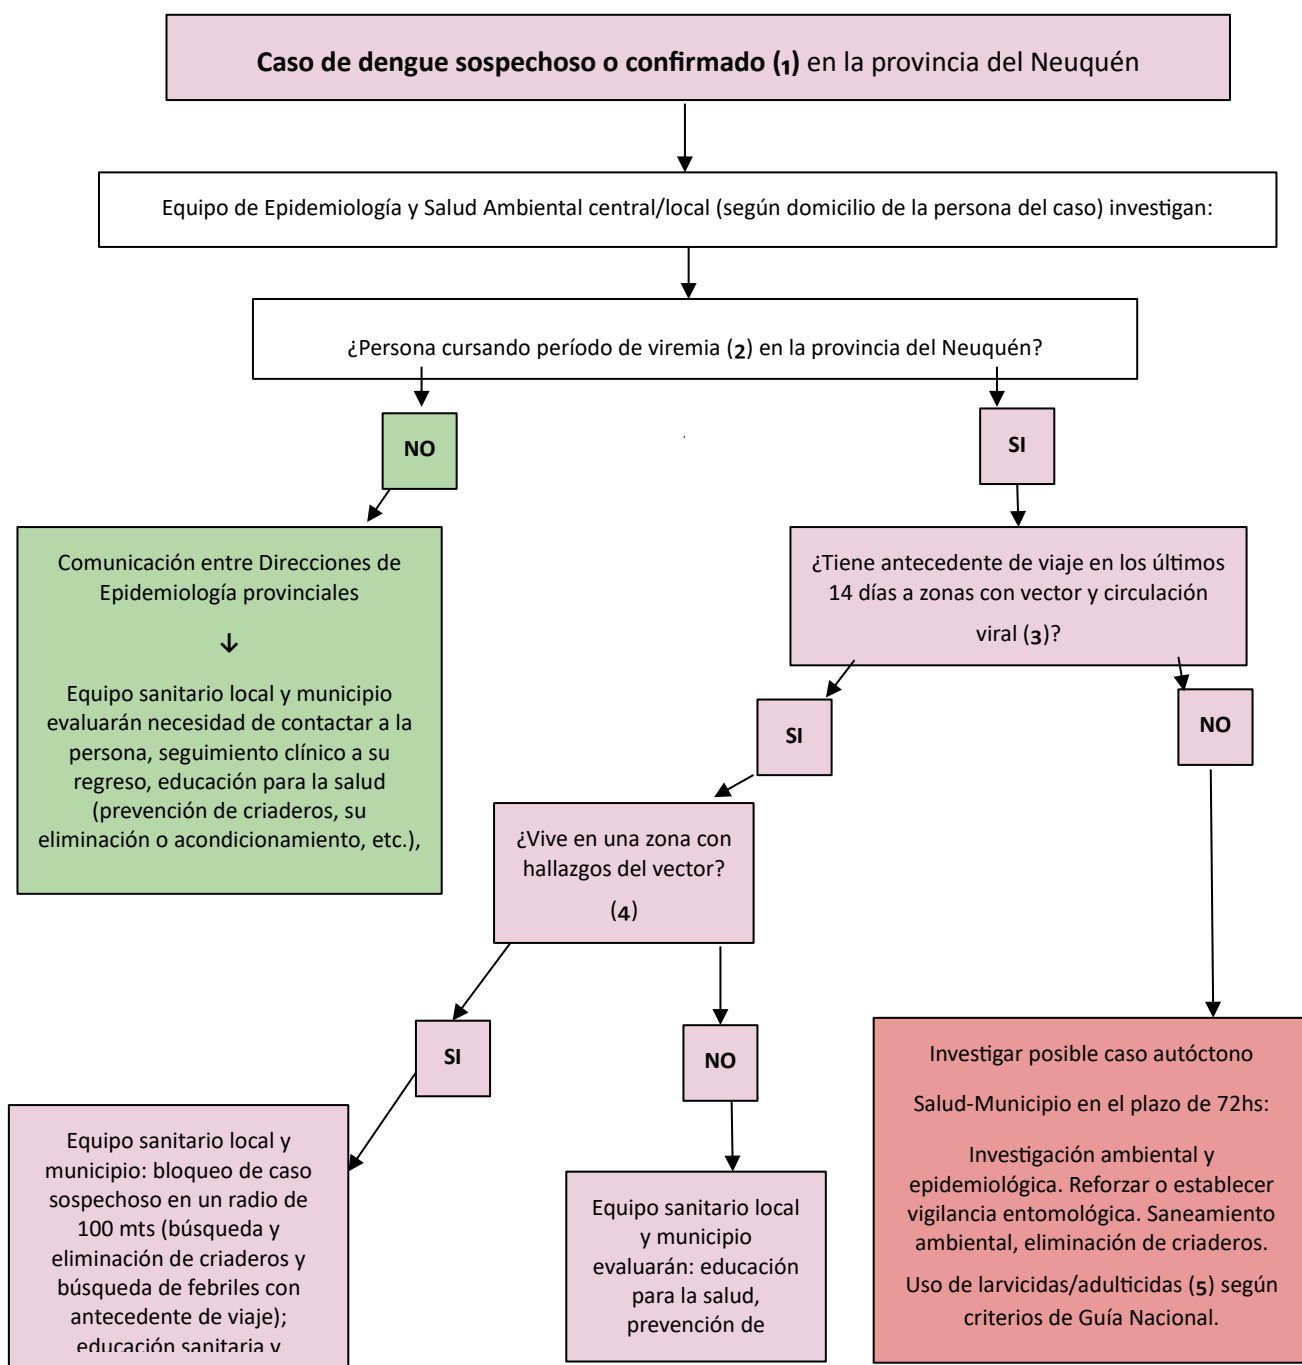 Caso de dengue sospechoso o confirmado (1) en la provincia del Neuquén
Equipo de Epidemiología y Salud Ambiental central/local (según domicilio de la persona del caso) investigan:
¿Persona cursando período de viremia (2) en la provincia del Neuquén?
NO
SI
Comunicación entre Direcciones de
Epidemiología provinciales
↓
Equipo sanitario local y municipio
evaluarán necesidad de contactar a la
persona, seguimiento clínico a su
regreso, educación para la salud
(prevención de criaderos, su
eliminación o acondicionamiento, etc.),
¿Tiene antecedente de viaje en los últimos
14 días a zonas con vector y circulación
viral (3)?
SI
NO
¿Vive en una zona con
hallazgos del vector?
(4)
SI
NO
Equipo sanitario local y
municipio: bloqueo de caso
sospechoso en un radio de
100 mts (búsqueda y
eliminación de criaderos y
búsqueda de febriles con
antecedente de viaje);
educación sanitaria y
Equipo sanitario local
y municipio
evaluarán: educación
para la salud,
prevención de
Investigar posible caso autóctono
Salud-Municipio en el plazo de 72hs:
Investigación ambiental y
epidemiológica. Reforzar o establecer
vigilancia entomológica. Saneamiento
ambiental, eliminación de criaderos.
Uso de larvicidas/adulticidas (5) según
criterios de Guía Nacional.